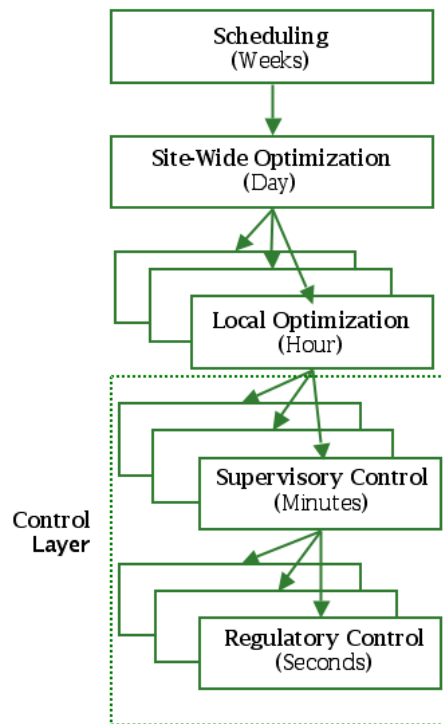 Scheduling
(Weeks)
Site-Wide Optimization
(Day)
Local Optimization
(Hour)
Supervisory Control
(Minutes)
Control
Layer
Regulatory Control
(Seconds)